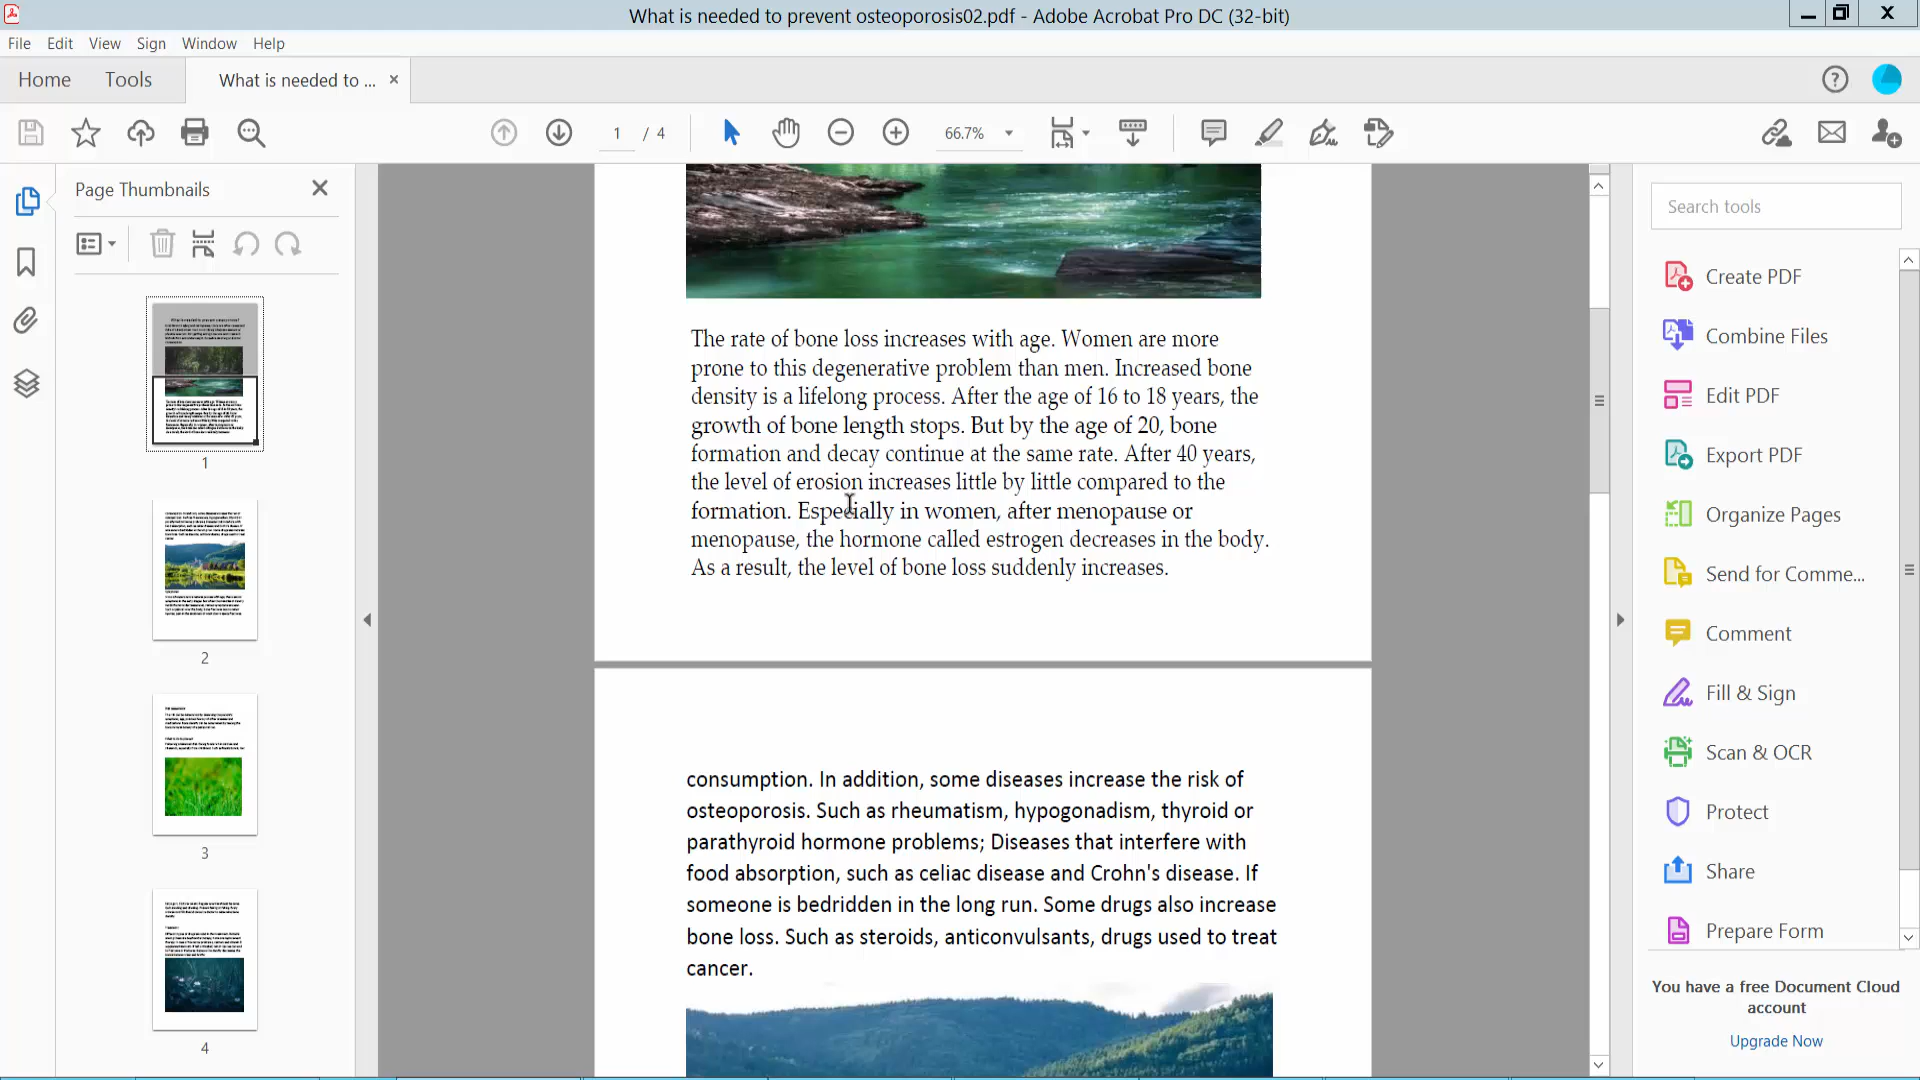 What is needed to prevent osteoporosis02.pdf - Adobe Acrobat Pro DC (32-bit)
File Edit View Sign Window Help
Home Tools What is needed to ... ×
1 / 4 66.7%
Page Thumbnails
1
2
3
4
The rate of bone loss increases with age. Women are more
prone to this degenerative problem than men. Increased bone
density is a lifelong process. After the age of 16 to 18 years, the
growth of bone length stops. But by the age of 20, bone
formation and decay continue at the same rate. After 40 years,
the level of erosion increases little by little compared to the
formation. Especially in women, after menopause or
menopause, the hormone called estrogen decreases in the body.
As a result, the level of bone loss suddenly increases.
consumption. In addition, some diseases increase the risk of
osteoporosis. Such as rheumatism, hypogonadism, thyroid or
parathyroid hormone problems; Diseases that interfere with
food absorption, such as celiac disease and Crohn's disease. If
someone is bedridden in the long run. Some drugs also increase
bone loss. Such as steroids, anticonvulsants, drugs used to treat
cancer.
Search tools
Create PDF
Combine Files
Edit PDF
Export PDF
Organize Pages
Send for Comme...
Comment
Fill & Sign
Scan & OCR
Protect
Share
Prepare Form
You have a free Document Cloud
account
Upgrade Now